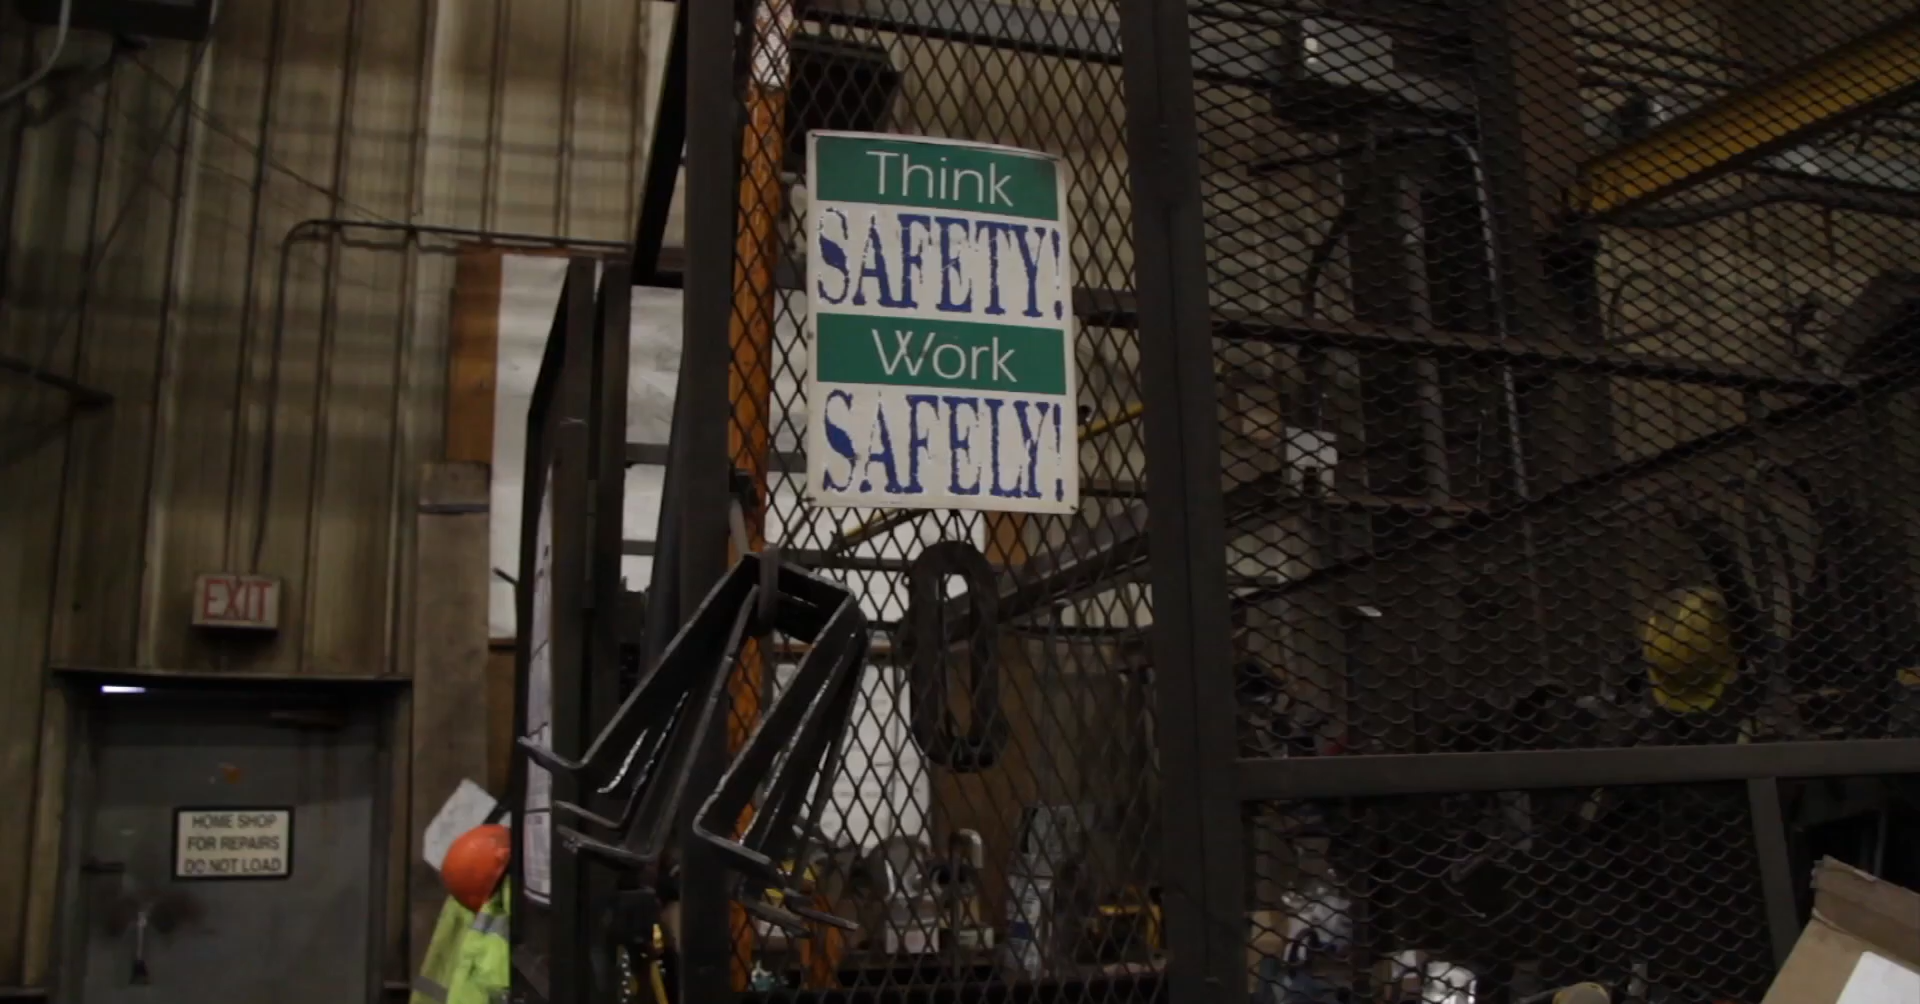 Think
SAFETY!
Work
SAFELY!
EXIT
HOME SHOP
FOR REPAIRS
DO NOT LOAD